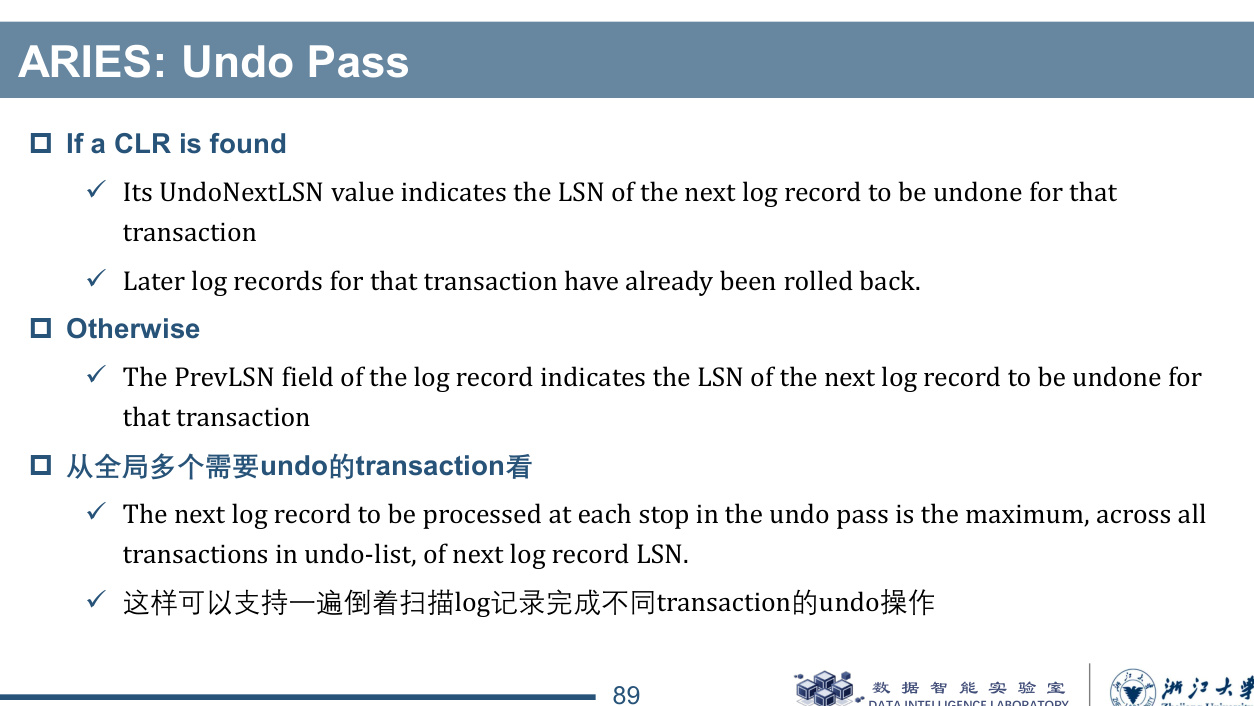 ARIES: Undo Pass
If a CLR is found
Its UndoNextLSN value indicates the LSN of the next log record to be undone for that
transaction
Later log records for that transaction have already been rolled back.
Otherwise
The PrevLSN field of the log record indicates the LSN of the next log record to be undone for
that transaction
从全局多个需要undo的transaction看
The next log record to be processed at each stop in the undo pass is the maximum, across all
transactions in undo-list, of next log record LSN.
这样可以支持一遍倒着扫描log记录完成不同transaction的undo操作
89
数据智能实验室
DATA INTELLIGENCE LABORATORY
浙江大学